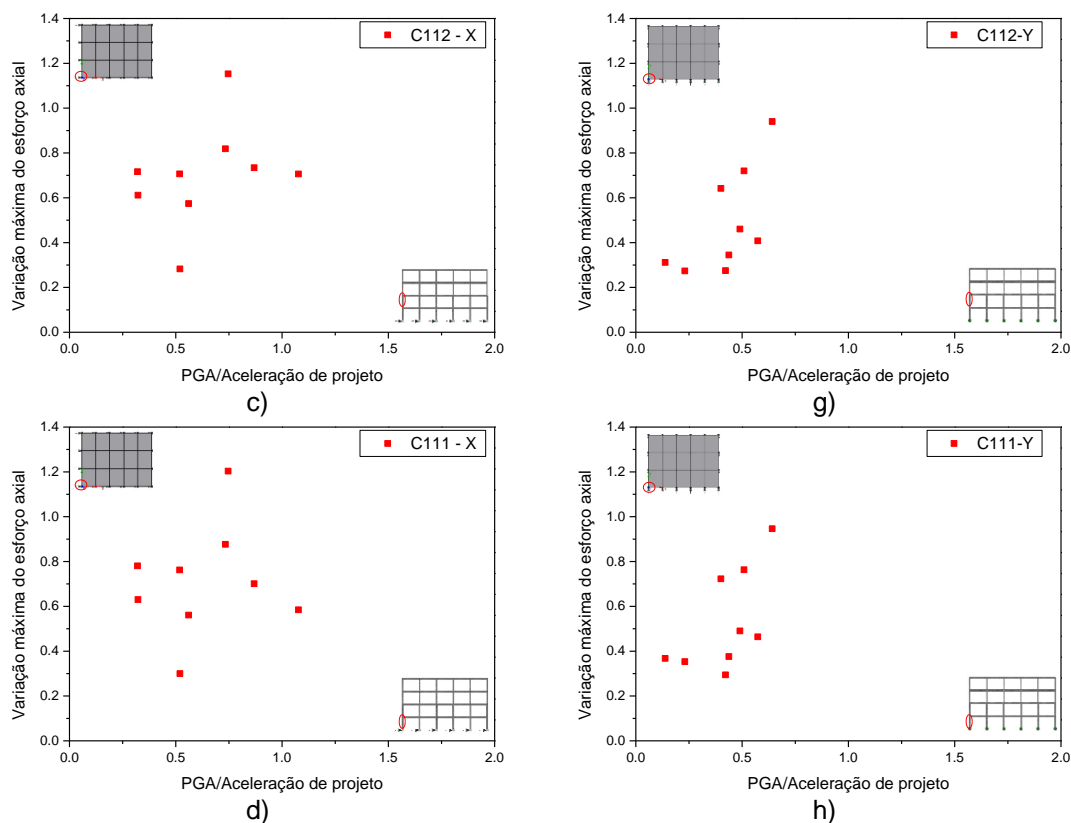 1.4
1.2
1.0
0.8
0.6
0.4
0.2
0.0
Variação máxima do esforço axial
C112 - X
0.0 0.5 1.0 1.5 2.0
PGA/Aceleração de projeto
c)
1.4
1.2
1.0
0.8
0.6
0.4
0.2
0.0
Variação máxima do esforço axial
C112-Y
0.0 0.5 1.0 1.5 2.0
PGA/Aceleração de projeto
g)
1.4
1.2
1.0
0.8
0.6
0.4
0.2
0.0
Variação máxima do esforço axial
C111 - X
0.0 0.5 1.0 1.5 2.0
PGA/Aceleração de projeto
d)
1.4
1.2
1.0
0.8
0.6
0.4
0.2
0.0
Variação máxima do esforço axial
C111-Y
0.0 0.5 1.0 1.5 2.0
PGA/Aceleração de projeto
h)